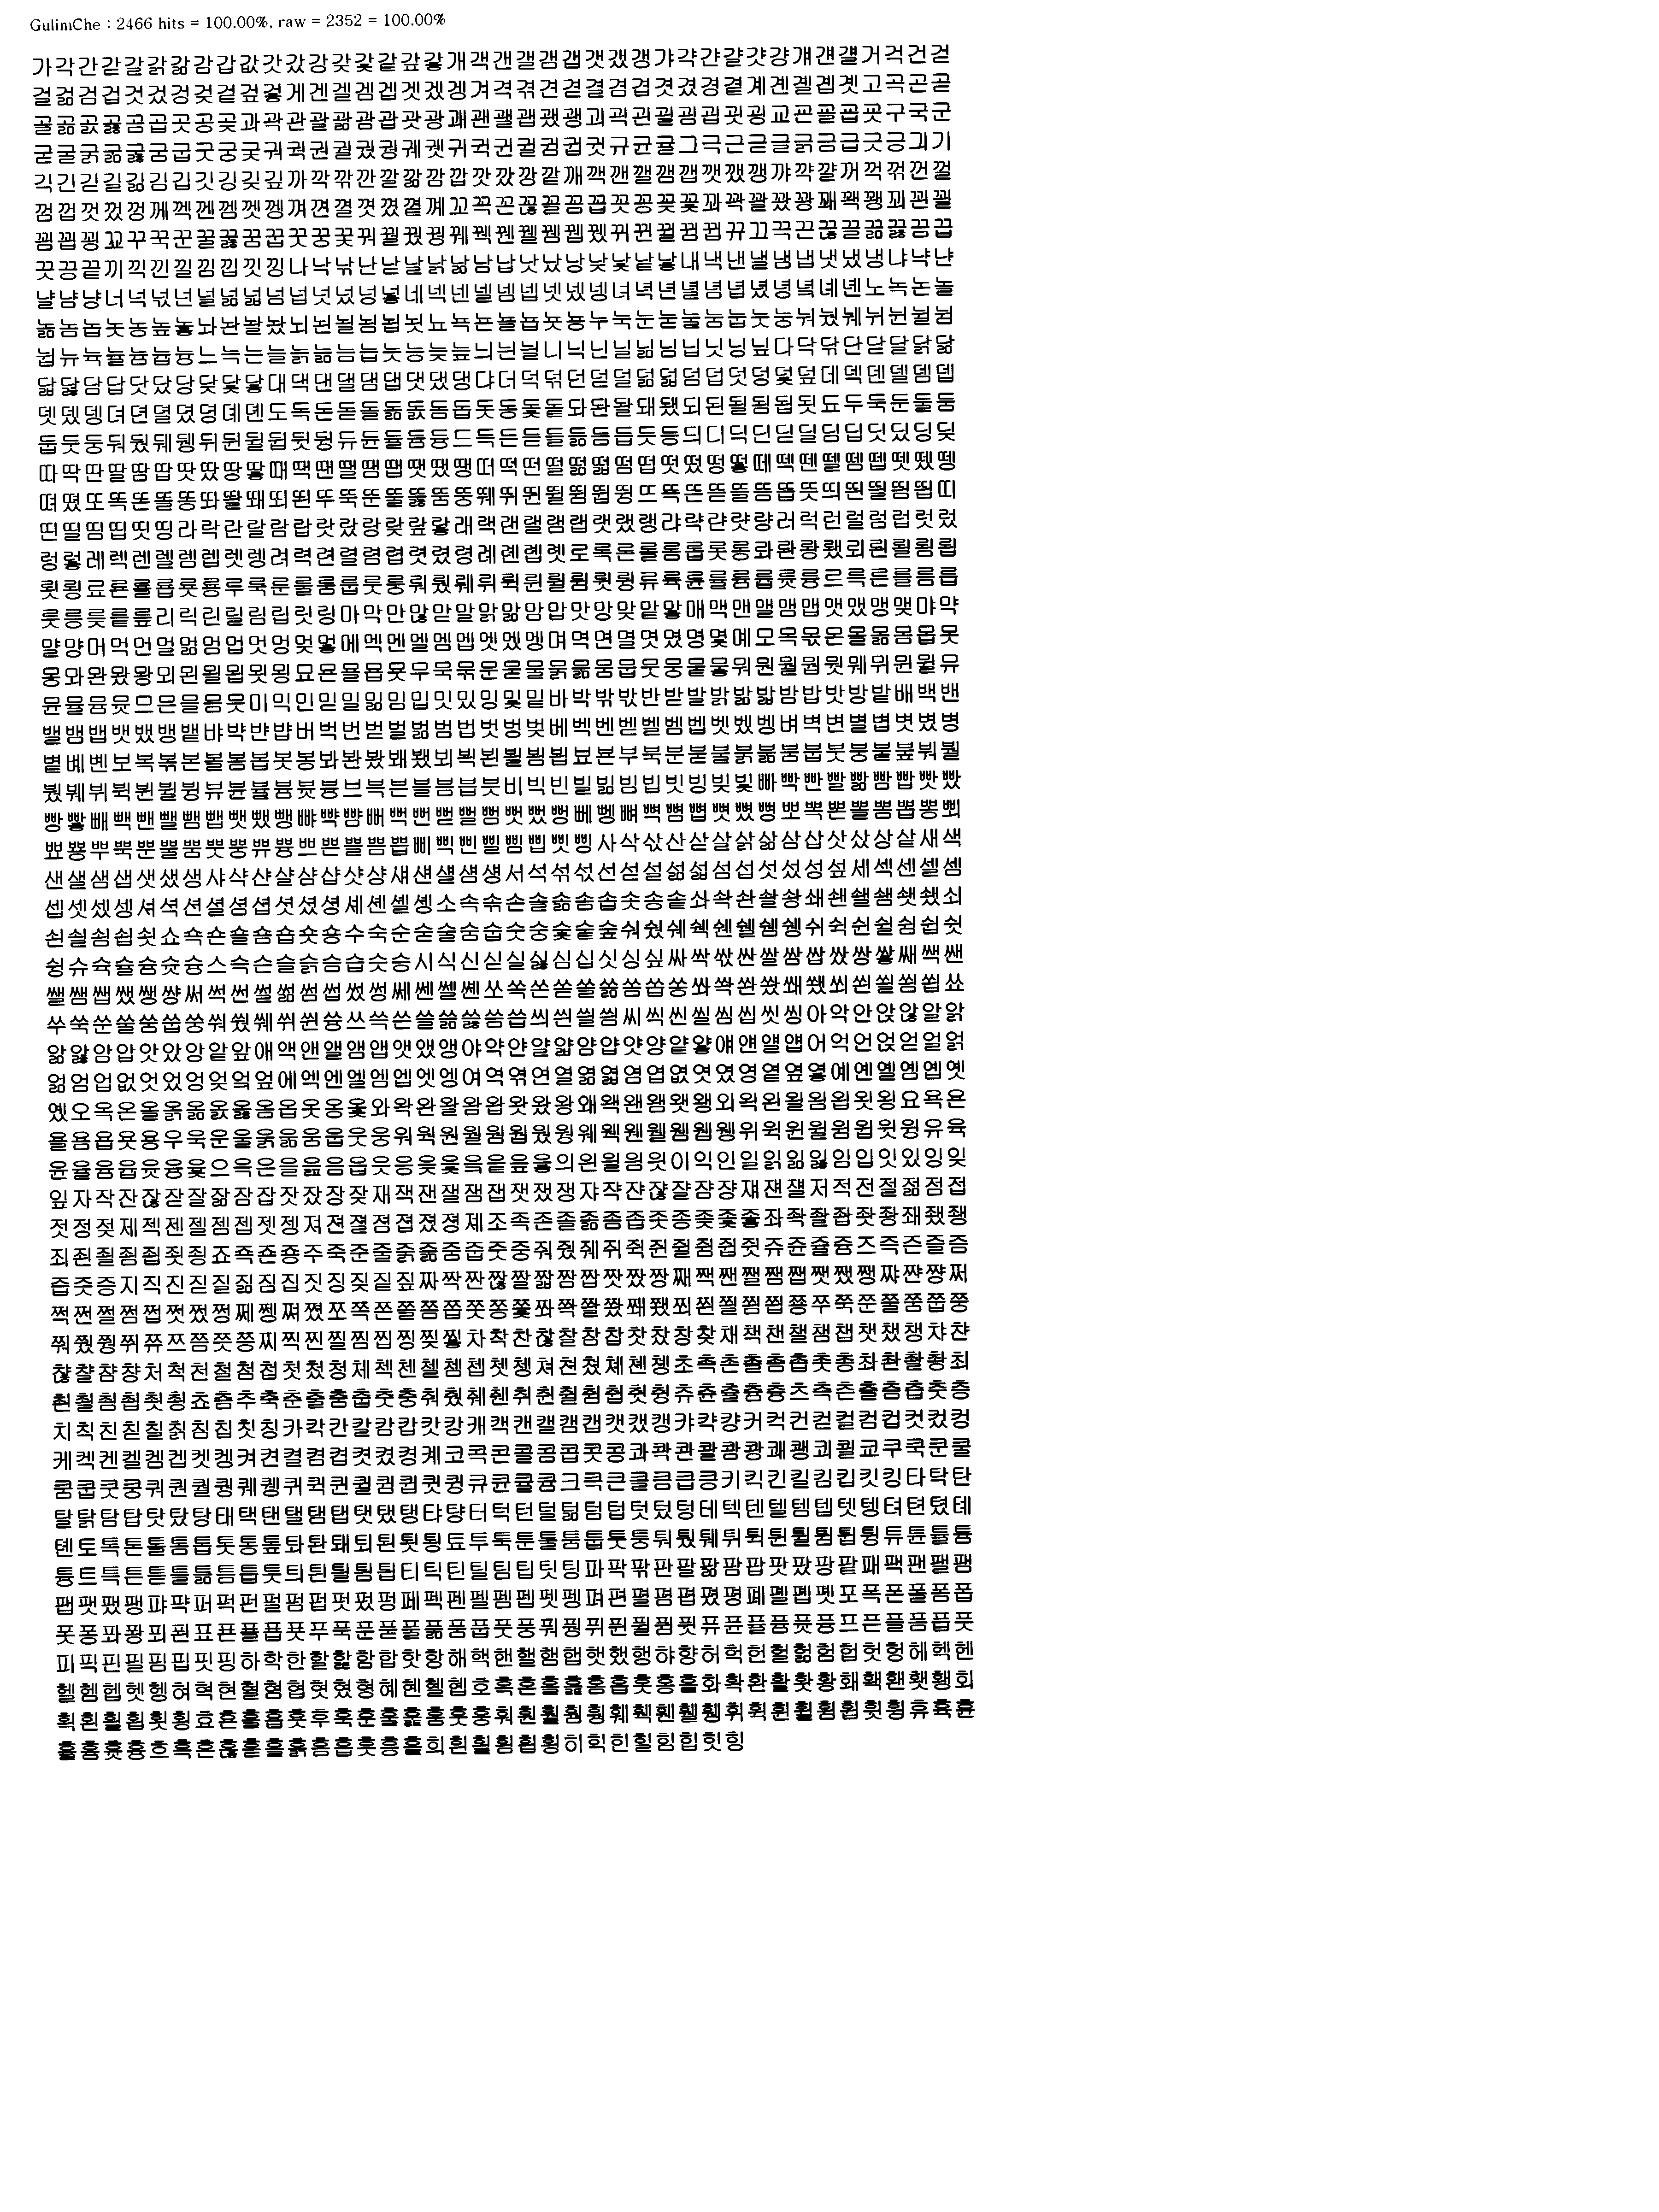 GulimChe : 2466 hits = 100.00%, raw = 2352 = 100.00%
가각간갇갈갉갊감갑값갓갔강갖갗같갚갛개객갠갤갬갭갯갰갱갸갹갼걀걋걍걔걘걜거걱건걷
걸걺검겁것겄겅겆겉겊겋게겐겔겜겝겟겠겡겨격겪견겯결겸겹겻겼경곁계곈곌곕곗고곡곤곧
골곪곬곯곰곱곳공곶과곽관괄괆괌괍괏광괘괜괠괩괬괭괴괵괸괼굄굅굇굉교굔굘굡굣구국군
굳굴굵굶굻굼굽굿궁궂궈궉권궐궜궝궤궷귀귁귄귈귐귑귓규균귤그극근귿글긁금급긋긍긔기
긱긴긷길긺김깁깃깅깆깊까깍깎깐깔깖깜깝깟깠깡깥깨깩깬깰깸깹깻깼깽꺄꺅꺌꺼꺽꺾껀껄
껌껍껏껐껑께껙껜껨껫껭껴껸껼꼇꼈꼍꼐꼬꼭꼰꼲꼴꼼꼽꼿꽁꽂꽃꽈꽉꽐꽜꽝꽤꽥꽹꾀꾄꾈
꾐꾑꾕꾜꾸꾹꾼꿀꿇꿈꿉꿋꿍꿎꿔꿜꿨꿩꿰꿱꿴꿸뀀뀁뀄뀌뀐뀔뀜뀝뀨끄끅끈끊끌끎끓끔끕
끗끙끝끼끽낀낄낌낍낏낑나낙낚난낟날낡낢남납낫났낭낮낯낱낳내낵낸낼냄냅냇냈냉냐냑냔
냘냠냥너넉넋넌널넒넓넘넙넛넜넝넣네넥넨넬넴넵넷넸넹녀녁년녈념녑녔녕녘녜녠노녹논놀
놂놈놉놋농높놓놔놘놜놨뇌뇐뇔뇜뇝뇟뇨뇩뇬뇰뇹뇻뇽누눅눈눋눌눔눕눗눙눠눴눼뉘뉜뉠뉨
뉩뉴뉵뉼늄늅늉느늑는늘늙늚늠늡늣능늦늪늬늰늴니닉닌닐닒님닙닛닝닢다닥닦단닫달닭닮
닯닳담답닷닸당닺닻닿대댁댄댈댐댑댓댔댕댜더덕덖던덛덜덞덟덤덥덧덩덫덮데덱덴델뎀뎁
뎃뎄뎅뎌뎐뎔뎠뎡뎨뎬도독돈돋돌돎돐돔돕돗동돛돝돠돤돨돼됐되된될됨됩됫됴두둑둔둘둠
둡둣둥둬뒀뒈뒝뒤뒨뒬뒵뒷뒹듀듄듈듐듕드득든듣들듦듬듭듯등듸디딕딘딛딜딤딥딧딨딩딪
따딱딴딸땀땁땃땄땅땋때땍땐땔땜땝땟땠땡떠떡떤떨떪떫떰떱떳떴떵떻떼떽뗀뗄뗌뗍뗏뗐뗑
뗘뗬또똑똔똘똥똬똴뙈뙤뙨뚜뚝뚠뚤뚫뚬뚱뛔뛰뛴뛸뜀뜁뜅뜨뜩뜬뜯뜰뜸뜹뜻띄띈띌띔띕띠
띤띨띰띱띳띵라락란랄람랍랏랐랑랒랖랗래랙랜랠램랩랫랬랭랴략랸럇량러럭런럴럼럽럿렀
렁렇레렉렌렐렘렙렛렝려력련렬렴렵렷렸령례롄롑롓로록론롤롬롭롯롱롸롼뢍뢨뢰뢴뢸룀룁
룃룅료룐룔룝룟룡루룩룬룰룸룹룻룽뤄뤘뤠뤼뤽륀륄륌륏륑류륙륜률륨륩륫륭르륵른를름릅
릇릉릊릍릎리릭린릴림립릿링마막만많맏말맑맒맘맙맛망맞맡맣매맥맨맬맴맵맷맸맹맺먀먁
먈먕머먹먼멀멂멈멉멋멍멎멓메멕멘멜멤멥멧멨멩며멱면멸몃몄명몇몌모목몫몬몰몲몸몹못
몽뫄뫈뫘뫙뫼묀묄묍묏묑묘묜묠묩묫무묵묶문묻물묽묾뭄뭅뭇뭉뭍뭏뭐뭔뭘뭡뭣뭬뮈뮌뮐뮤
뮨뮬뮴뮷므믄믈믐믓미믹민믿밀밂밈밉밋밌밍및밑바박밖밗반받발밝밞밟밤밥밧방밭배백밴
밸뱀뱁뱃뱄뱅뱉뱌뱍뱐뱝버벅번벋벌벎범법벗벙벚베벡벤벧벨벰벱벳벴벵벼벽변별볍볏볐병
볕볘볜보복볶본볼봄봅봇봉봐봔봤봬뵀뵈뵉뵌뵐뵘뵙뵤뵨부북분붇불붉붊붐붑붓붕붙붚붜붤
붰붸뷔뷕뷘뷜뷩뷰뷴뷸븀븃븅브븍븐블븜븝븟비빅빈빌빎빔빕빗빙빚빛빠빡빤빨빪빰빱빳빴
빵빻빼빽뺀뺄뺌뺍뺏뺐뺑뺘뺙뺨뻐뻑뻔뻗뻘뻠뻣뻤뻥뻬뼁뼈뼉뼘뼙뼛뼜뼝뽀뽁뽄뽈뽐뽑뽕뾔
뾰뿅뿌뿍뿐뿔뿜뿟뿡쀼쁑쁘쁜쁠쁨쁩삐삑삔삘삠삡삣삥사삭삯산삳살삵삶삼삽삿샀상샅새색
샌샐샘샙샛샜생샤샥샨샬샴샵샷샹섀섄섈섐섕서석섞섟선섣설섦섧섬섭섯섰성섶세섹센셀셈
셉셋셌셍셔셕션셜셤셥셧셨셩셰셴셸솅소속솎손솔솖솜솝솟송솥솨솩솬솰솽쇄쇈쇌쇔쇗쇘쇠
쇤쇨쇰쇱쇳쇼쇽숀숄숌숍숏숑수숙순숟술숨숩숫숭숯숱숲숴쉈쉐쉑쉔쉘쉠쉥쉬쉭쉰쉴쉼쉽쉿
슁슈슉슐슘슛슝스슥슨슬슭슴습슷승시식신싣실싫심십싯싱싶싸싹싻싼쌀쌈쌉쌌쌍쌓쌔쌕쌘
쌜쌤쌥쌨쌩썅써썩썬썰썲썸썹썼썽쎄쎈쎌쏀쏘쏙쏜쏟쏠쏢쏨쏩쏭쏴쏵쏸쐈쐐쐤쐬쐰쐴쐼쐽쑈
쑤쑥쑨쑬쑴쑵쑹쒀쒔쒜쒸쒼쓩쓰쓱쓴쓸쓺쓿씀씁씌씐씔씜씨씩씬씰씸씹씻씽아악안앉않알앍
앎앓암압앗았앙앝앞애액앤앨앰앱앳앴앵야약얀얄얇얌얍얏양얕얗얘얜얠얩어억언얹얻얼얽
얾엄업없엇었엉엊엌엎에엑엔엘엠엡엣엥여역엮연열엶엷염엽엾엿였영옅옆옇예옌옐옘옙옛
옜오옥온올옭옮옰옳옴옵옷옹옻와왁완왈왐왑왓왔왕왜왝왠왬왯왱외왹왼욀욈욉욋욍요욕욘
욜욤욥욧용우욱운울욹욺움웁웃웅워웍원월웜웝웠웡웨웩웬웰웸웹웽위윅윈윌윔윕윗윙유육
윤율윰윱윳융윷으윽은을읊음읍읏응읒읓읔읕읖읗의읜읠읨읫이익인일읽읾잃임입잇있잉잊
잎자작잔잖잗잘잚잠잡잣잤장잦재잭잰잴잼잽잿쟀쟁쟈쟉쟌쟎쟐쟘쟝쟤쟨쟬저적전절젊점접
젓정젖제젝젠젤젬젭젯젱져젼졀졈졉졌졍졔조족존졸졺좀좁좃종좆좇좋좌좍좔좝좟좡좨좼좽
죄죈죌죔죕죗죙죠죡죤죵주죽준줄줅줆줌줍줏중줘줬줴쥐쥑쥔쥘쥠쥡쥣쥬쥰쥴쥼즈즉즌즐즘
즙즛증지직진짇질짊짐집짓징짖짙짚짜짝짠짢짤짧짬짭짯짰짱째짹짼쨀쨈쨉쨋쨌쨍쨔쨘쨩쩌
쩍쩐쩔쩜쩝쩟쩠쩡쩨쩽쪄쪘쪼쪽쫀쫄쫌쫍쫏쫑쫓쫘쫙쫠쫬쫴쬈쬐쬔쬘쬠쬡쭁쭈쭉쭌쭐쭘쭙쭝
쭤쭸쭹쮜쮸쯔쯤쯧쯩찌찍찐찔찜찝찡찢찧차착찬찮찰참찹찻찼창찾채책챈챌챔챕챗챘챙챠챤
챦챨챰챵처척천철첨첩첫첬청체첵첸첼쳄쳅쳇쳉쳐쳔쳤쳬쳰촁초촉촌촐촘촙촛총촤촨촬촹최
쵠쵤쵬쵭쵯쵱쵸춈추축춘출춤춥춧충춰췄췌췐취췬췰췸췹췻췽츄츈츌츔츙츠측츤츨츰츱츳층
치칙친칟칠칡침칩칫칭카칵칸칼캄캅캇캉캐캑캔캘캠캡캣캤캥캬캭컁커컥컨컫컬컴컵컷컸컹
케켁켄켈켐켑켓켕켜켠켤켬켭켯켰켱켸코콕콘콜콤콥콧콩콰콱콴콸쾀쾅쾌쾡쾨쾰쿄쿠쿡쿤쿨
쿰쿱쿳쿵쿼퀀퀄퀑퀘퀭퀴퀵퀸퀼큄큅큇큉큐큔큘큠크큭큰클큼큽킁키킥킨킬킴킵킷킹타탁탄
탈탉탐탑탓탔탕태택탠탤탬탭탯탰탱탸턍터턱턴털턺텀텁텃텄텅테텍텐텔템텝텟텡텨텬텼톄
톈토톡톤톨톰톱톳통톺톼퇀퇘퇴퇸툇툉툐투툭툰툴툼툽툿퉁퉈퉜퉤튀튁튄튈튐튑튕튜튠튤튬
튱트특튼튿틀틂틈틉틋틔틘틜틤틥티틱틴틸팀팁팃팅파팍팎판팔팖팜팝팟팠팡팥패팩팬팰팸
팹팻팼팽퍄퍅퍼퍽펀펄펌펍펏펐펑페펙펜펠펨펩펫펭펴편펼폄폅폈평폐폘폡폣포폭폰폴폼폽
폿퐁퐈퐝푀푄표푠푤푭푯푸푹푼푿풀풂품풉풋풍풔풩퓌퓐퓔퓜퓟퓨퓬퓰퓸퓻퓽프픈플픔픕픗
피픽핀필핌핍핏핑하학한할핥함합핫항해핵핸핼햄햅햇했행햐향허헉헌헐헒험헙헛헝헤헥헨
헬헴헵헷헹혀혁현혈혐협혓혔형혜혠혤혭호혹혼홀홅홈홉홋홍홑화확환활홧황홰홱홴횃횅회
획횐횔횝횟횡효횬횰횹횻후훅훈훌훑훔훗훙훠훤훨훰훵훼훽휀휄휑휘휙휜휠휨휩휫휭휴휵휸
휼흄흇흉흐흑흔흖흗흘흙흠흡흣흥흩희흰흴흼흽힁히힉힌힐힘힙힛힝